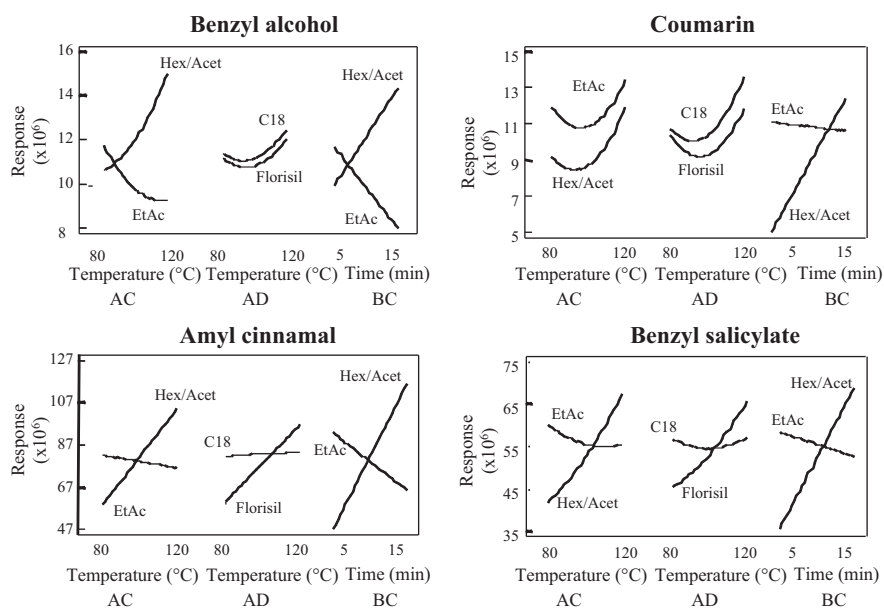 Benzyl alcohol
16
14
12
10
8
Response
(x10⁶)
Hex/Acet
EtAc
C18
Florisil
Hex/Acet
EtAc
80 120 80 120 5 15
Temperature (°C) Temperature (°C) Time (min)
AC AD BC
Coumarin
15
13
11
9
7
5
Response
(x10⁶)
EtAc
Hex/Acet
C18
Florisil
EtAc
Hex/Acet
80 120 80 120 5 15
Temperature (°C) Temperature (°C) Time (min)
AC AD BC
Amyl cinnamal
127
107
87
67
47
Response
(x10⁶)
Hex/Acet
EtAc
C18
Florisil
Hex/Acet
EtAc
80 120 80 120 5 15
Temperature (°C) Temperature (°C) Time (min)
AC AD BC
Benzyl salicylate
75
65
55
45
35
Response
(x10⁶)
EtAc
Hex/Acet
C18
Florisil
Hex/Acet
EtAc
80 120 80 120 5 15
Temperature (°C) Temperature (°C) Time (min)
AC AD BC